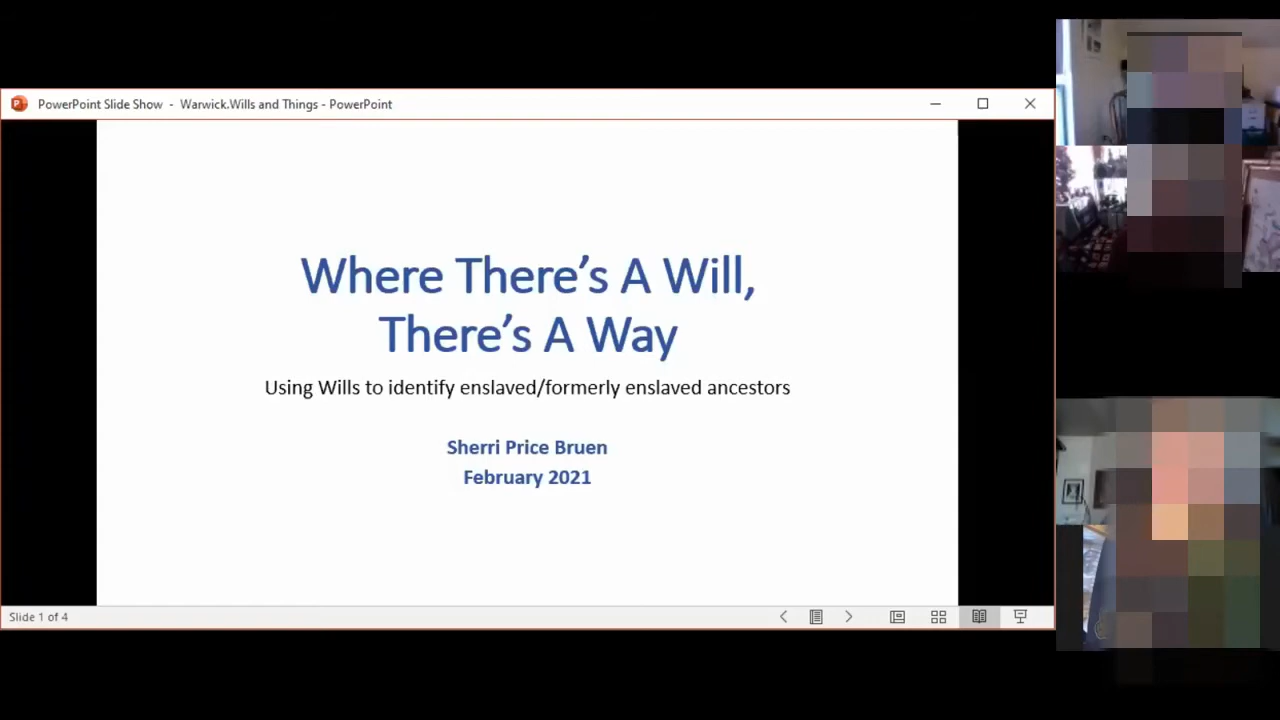 PowerPoint Slide Show - Warwick.Wills and Things - PowerPoint
Where There’s A Will,
There’s A Way
Using Wills to identify enslaved/formerly enslaved ancestors
Sherri Price Bruen
February 2021
Slide 1 of 4